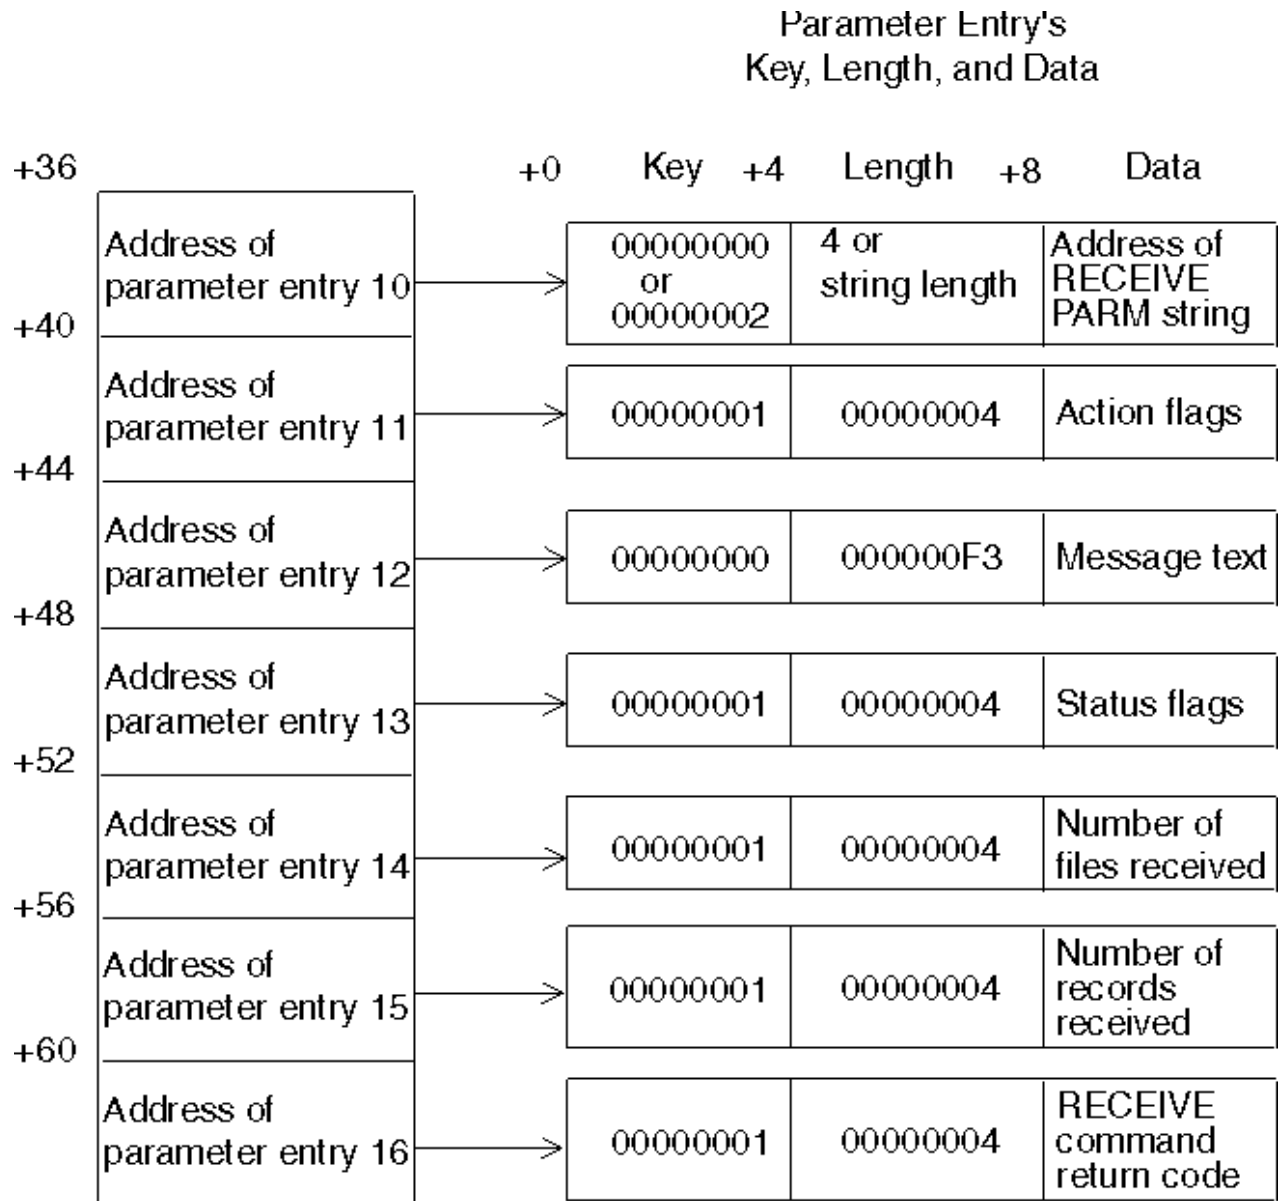 Parameter Entry's
Key, Length, and Data
+36
+0 Key +4 Length +8 Data
Address of
parameter entry 10
00000000
or
00000002
4 or
string length
Address of
RECEIVE
PARM string
+40
Address of
parameter entry 11
00000001
00000004
Action flags
+44
Address of
parameter entry 12
00000000
000000F3
Message text
+48
Address of
parameter entry 13
00000001
00000004
Status flags
+52
Address of
parameter entry 14
00000001
00000004
Number of
files received
+56
Address of
parameter entry 15
00000001
00000004
Number of
records
received
+60
Address of
parameter entry 16
00000001
00000004
RECEIVE
command
return code